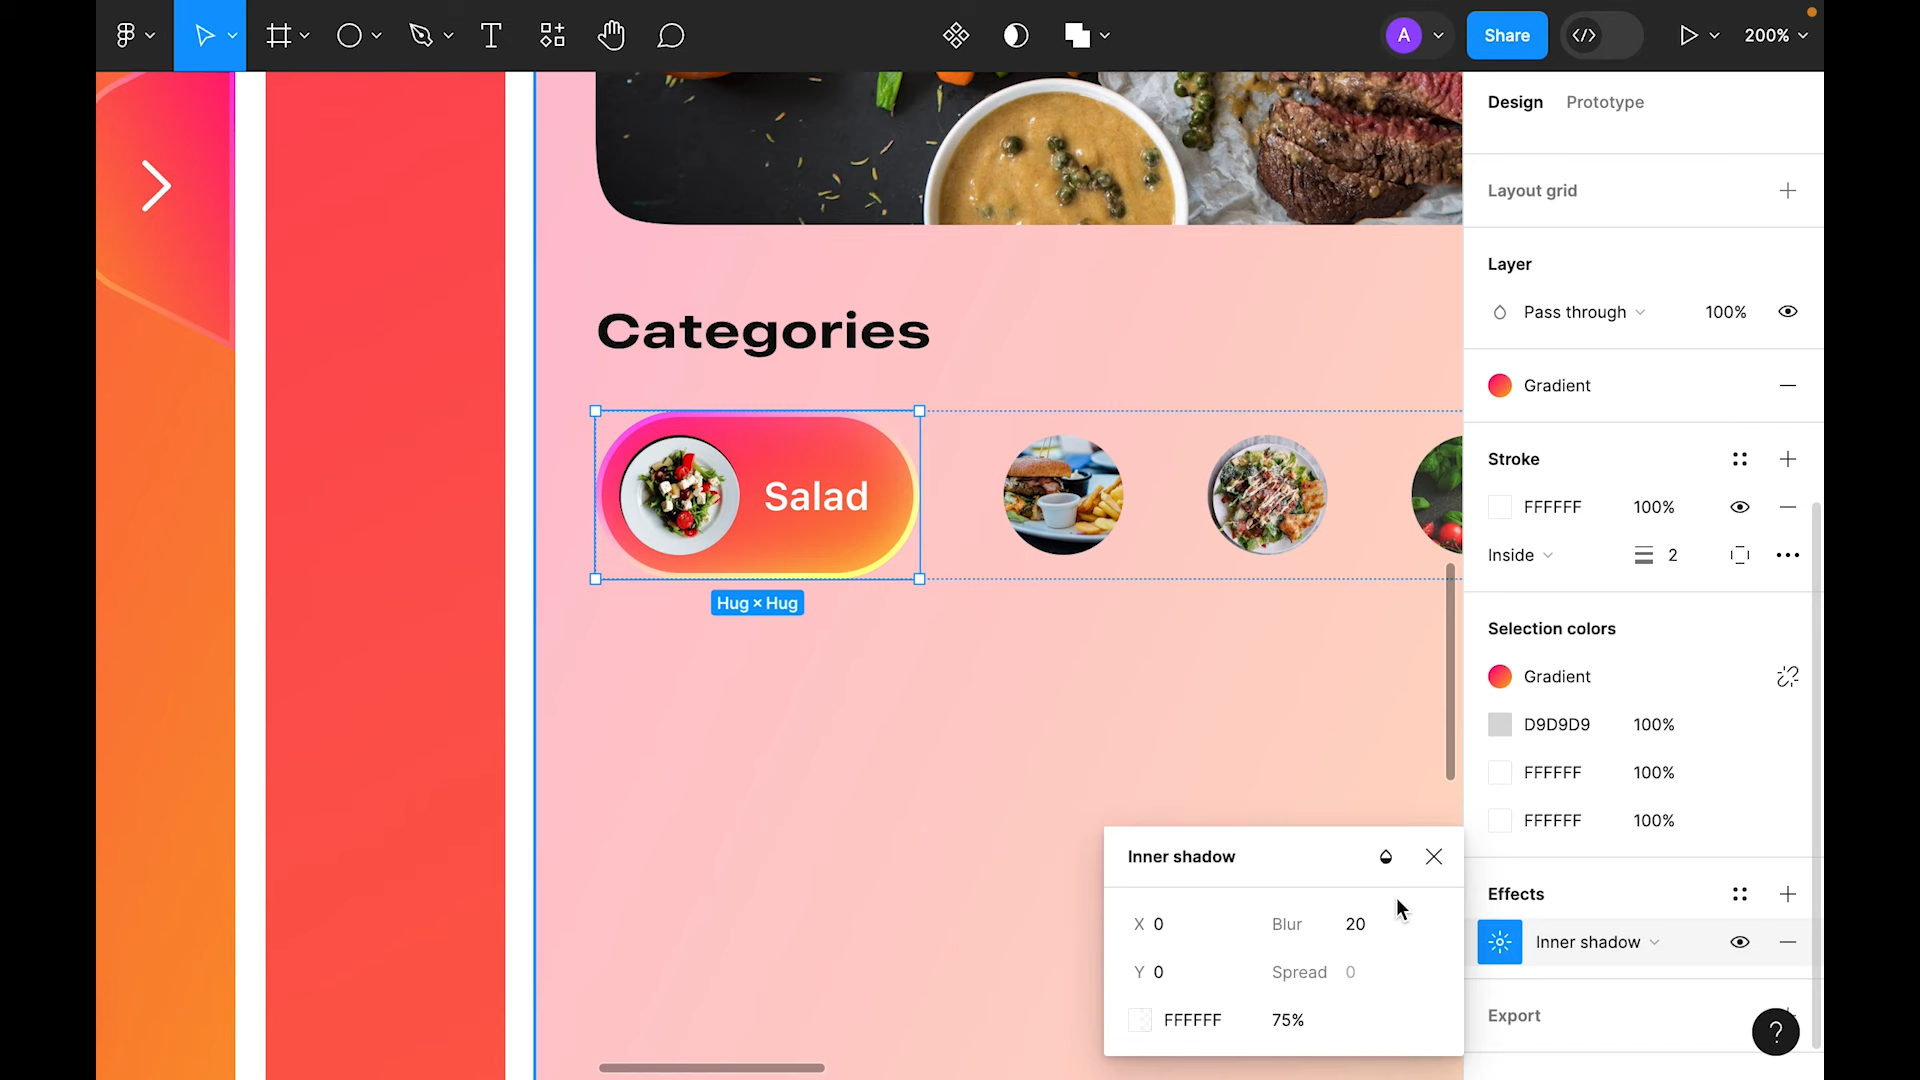 A
Share
200%
Design
Prototype
Layout grid
Layer
Pass through
100%
Gradient
Stroke
FFFFFF
100%
Inside
2
Selection colors
Gradient
D9D9D9
100%
FFFFFF
100%
FFFFFF
100%
Effects
Inner shadow
Export
?
Categories
Salad
Hug × Hug
Inner shadow
X 0
Blur 20
Y 0
Spread 0
FFFFFF 75%